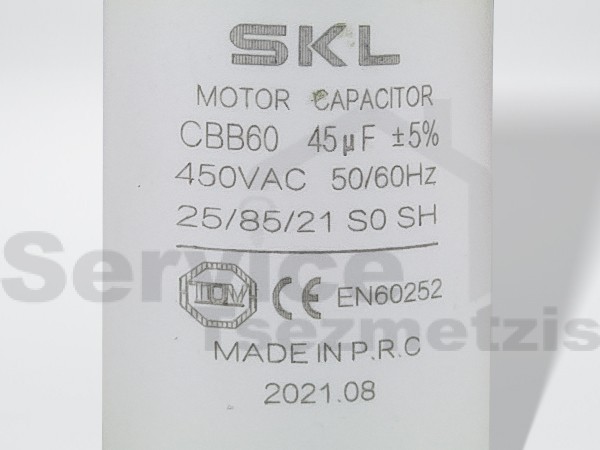 SKL
MOTOR CAPACITOR
CBB60 45µF ±5%
450VAC 50/60Hz
25/85/21 S0 SH
Service
TÜV CE EN60252
Tsezmetzis
MADE IN P.R.C
2021.08